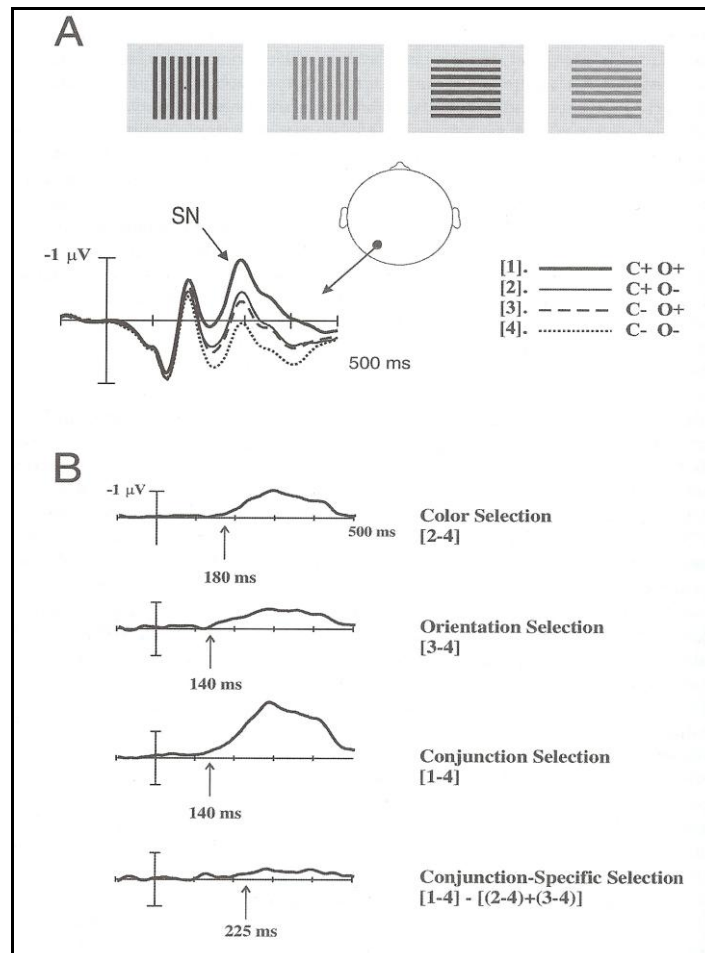 A
SN
-1 μV
500 ms
[1]. C+ O+
[2]. C+ O-
[3]. C- O+
[4]. C- O-
B
-1 μV
500 ms
180 ms
Color Selection
[2-4]
140 ms
Orientation Selection
[3-4]
140 ms
Conjunction Selection
[1-4]
225 ms
Conjunction-Specific Selection
[1-4] - [(2-4)+(3-4)]